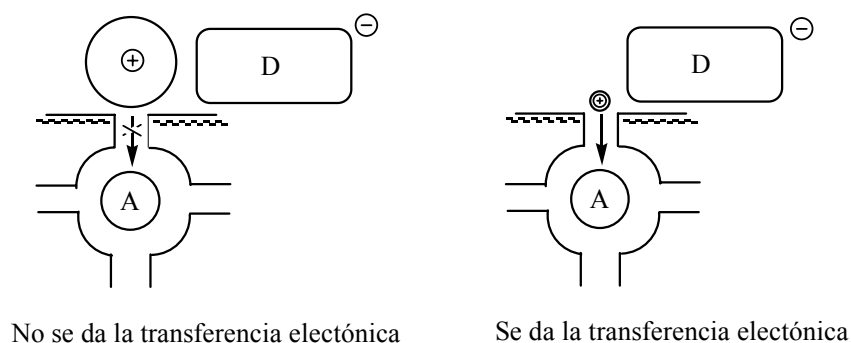 + D −
A
+ D −
A
No se da la transferencia electónica
Se da la transferencia electónica